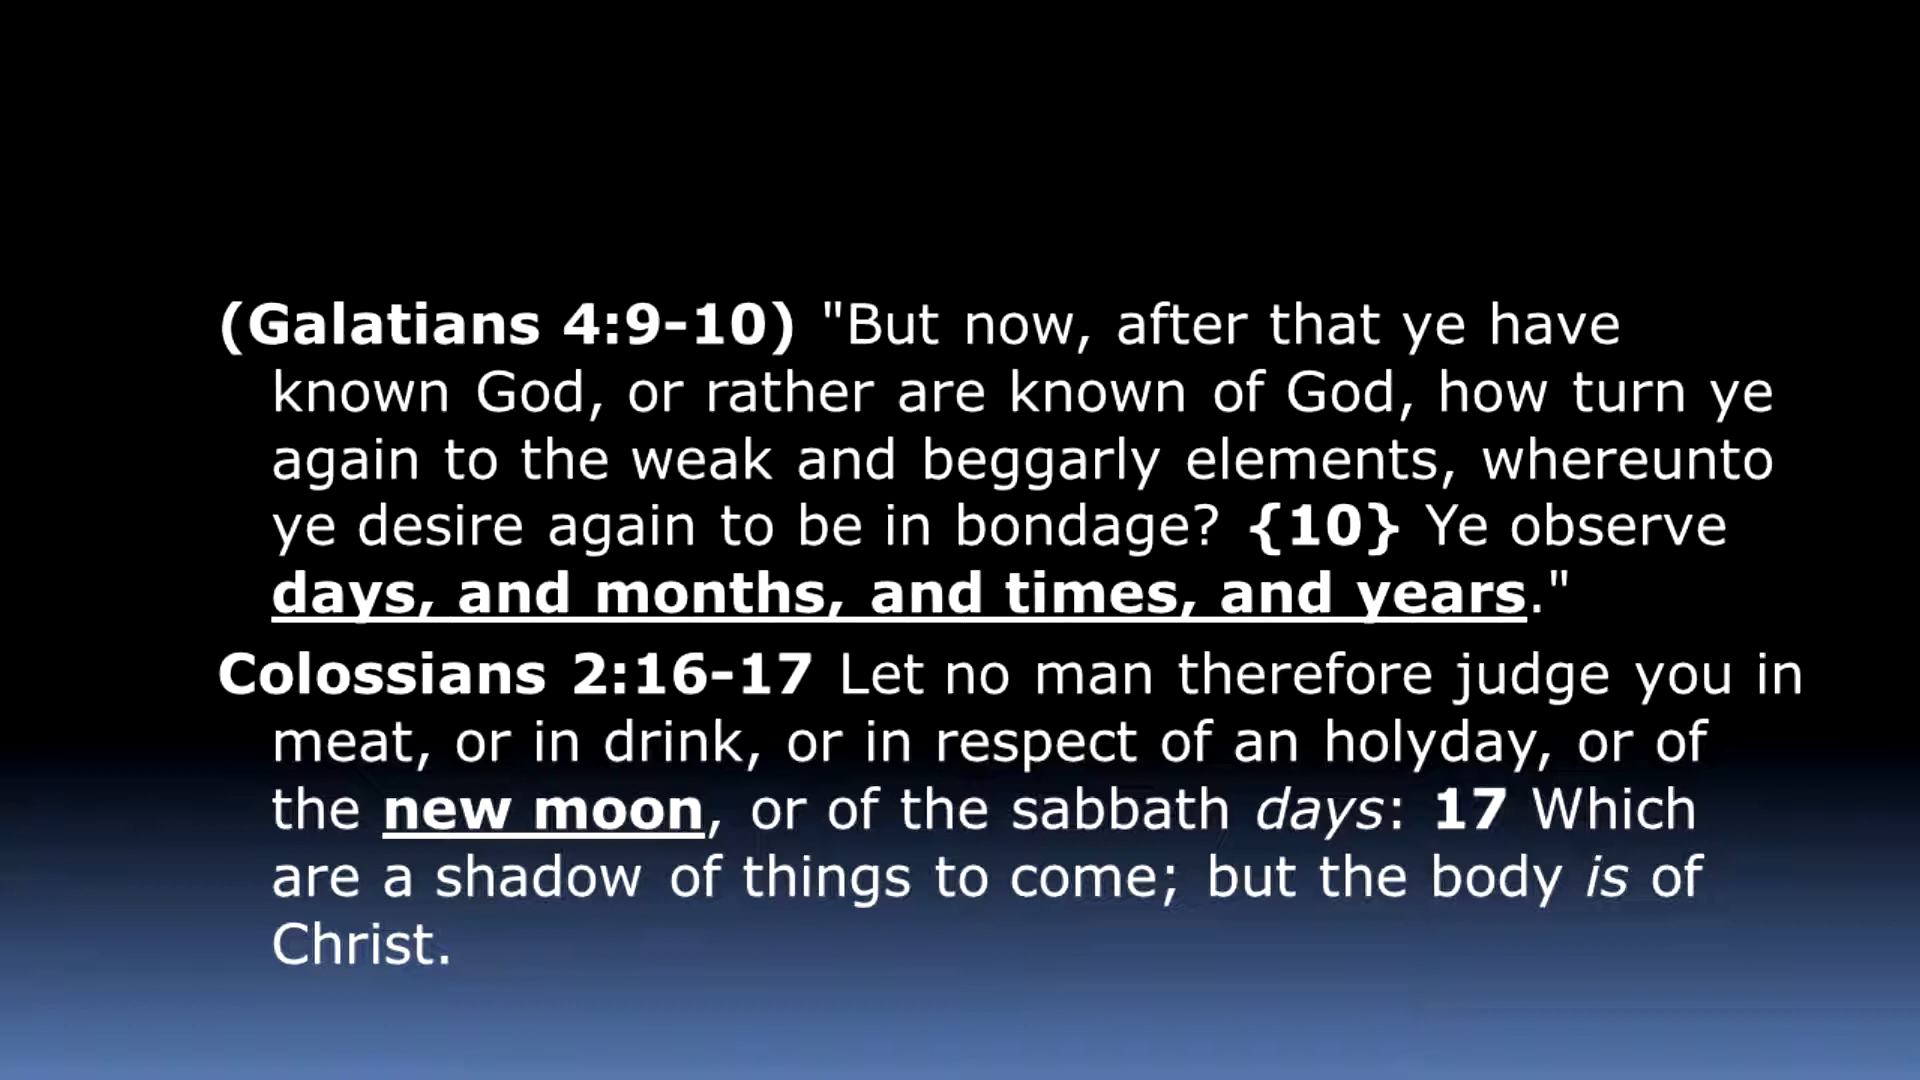 (Galatians 4:9-10) "But now, after that ye have
known God, or rather are known of God, how turn ye
again to the weak and beggarly elements, whereunto
ye desire again to be in bondage? {10} Ye observe
days, and months, and times, and years."
Colossians 2:16-17 Let no man therefore judge you in
meat, or in drink, or in respect of an holyday, or of
the new moon, or of the sabbath days: 17 Which
are a shadow of things to come; but the body is of
Christ.